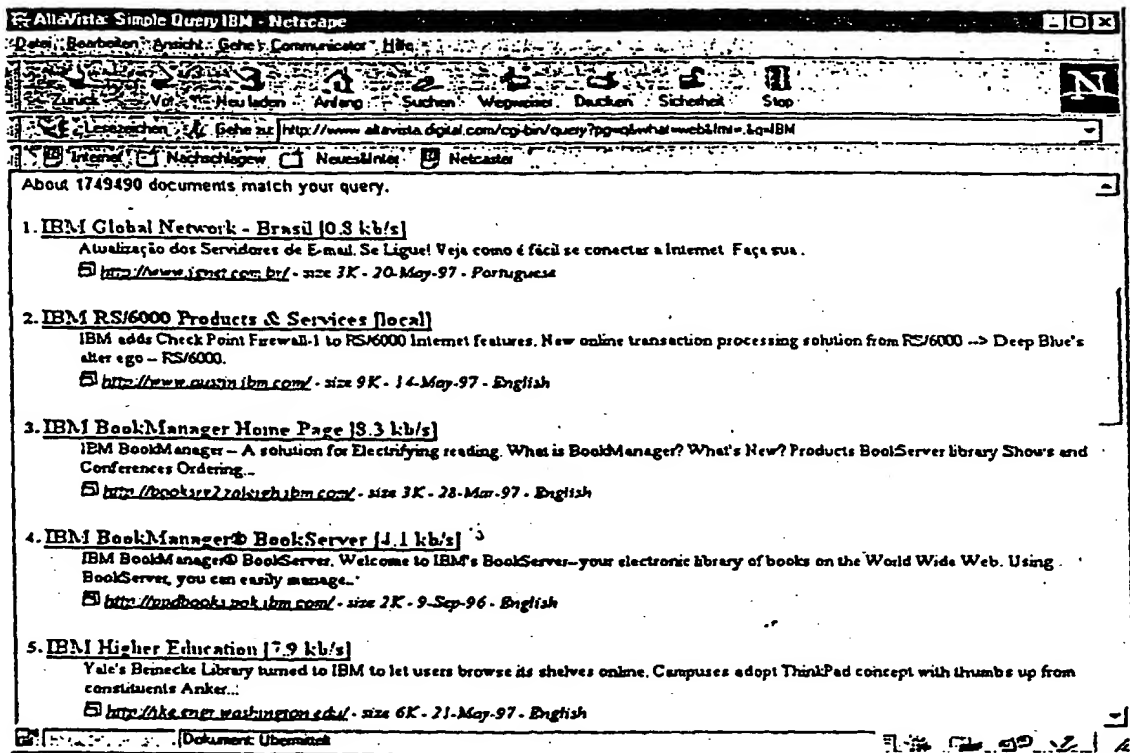 AltaVista: Simple Query IBM - Netscape
Datei Bearbeiten Ansicht Gehe Communicator Hilfe
Zurück Vor Neu laden Anfang Suchen Wegweiser Drucken Sicherheit Stop
Lesezeichen Gehe zu: http://www.altavista.digital.com/cgi-bin/query?pg=q&what=web&fmt=.&q=IBM
Internet Nachschlagew Neues&Inter Netcaster
About 1749490 documents match your query.
1. IBM Global Network - Brasil [0.8 kb/s]
Atualização dos Servidores de E-mail. Se Ligue! Veja como é fácil se conectar a Internet. Faça sua .
http://www.ignet.com.br/ - size 3K - 20-May-97 - Portuguese
2. IBM RS/6000 Products & Services [local]
IBM adds Check Point Firewall-1 to RS/6000 Internet features. New online transaction processing solution from RS/6000 --> Deep Blue's
alter ego -- RS/6000.
http://www.austin.ibm.com/ - size 9K - 14-May-97 - English
3. IBM BookManager Home Page [8.3 kb/s]
IBM BookManager -- A solution for Electrifying reading. What is BookManager? What's New? Products BookServer library Show's and
Conferences Ordering...
size 3K - 28-Mar-97 - English
4. IBM BookManager® BookServer [4.1 kb/s]
IBM BookManager® BookServer. Welcome to IBM's BookServer--your electronic library of books on the World Wide Web. Using
BookServer, you can easily manage..
http://ppdbooks.pok.ibm.com/ - size 2K - 9-Sep-96 - English
5. IBM Higher Education [7.9 kb/s]
Yale's Beinecke Library turned to IBM to let users browse its shelves online. Campuses adopt ThinkPad concept with thumbs up from
constituents Anker...
http://ike.engr.washington.edu/ - size 6K - 21-May-97 - English
Dokument: Übermittelt